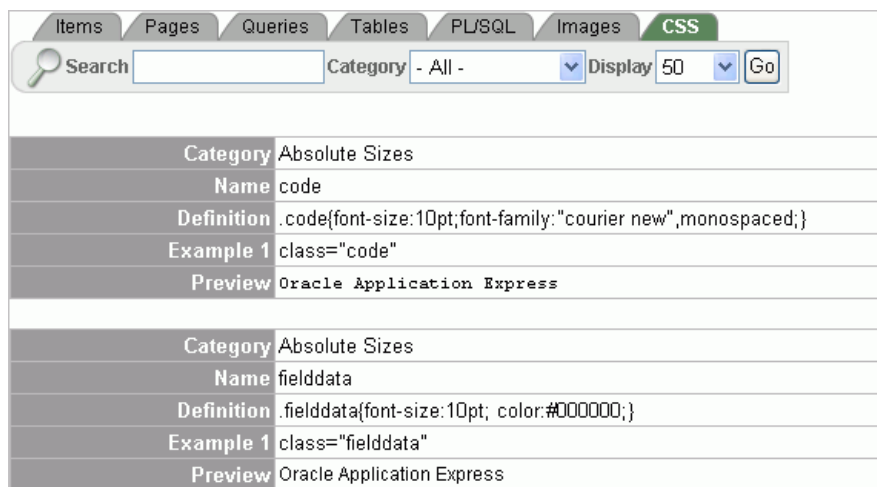 Items Pages Queries Tables PL/SQL Images CSS
Search Category - All - Display 50 Go
Category Absolute Sizes
Name code
Definition .code{font-size:10pt;font-family:"courier new",monospaced;}
Example 1 class="code"
Preview Oracle Application Express
Category Absolute Sizes
Name fielddata
Definition .fielddata{font-size:10pt; color:#000000;}
Example 1 class="fielddata"
Preview Oracle Application Express